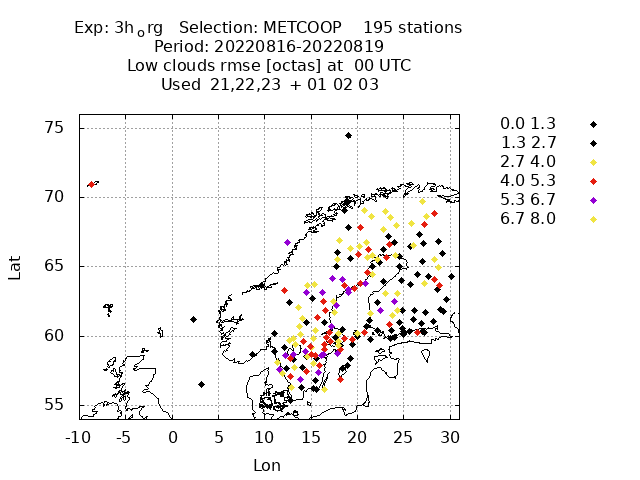 Exp: 3h o rg Selection: METCOOP 195 stations
Period: 20220816-20220819
Low clouds rmse [octas] at 00 UTC
Used 21,22,23 + 01 02 03
75
70
65
60
55
-10 -5 0 5 10 15 20 25 30
Lat
Lon
0.0 1.3
1.3 2.7
2.7 4.0
4.0 5.3
5.3 6.7
6.7 8.0